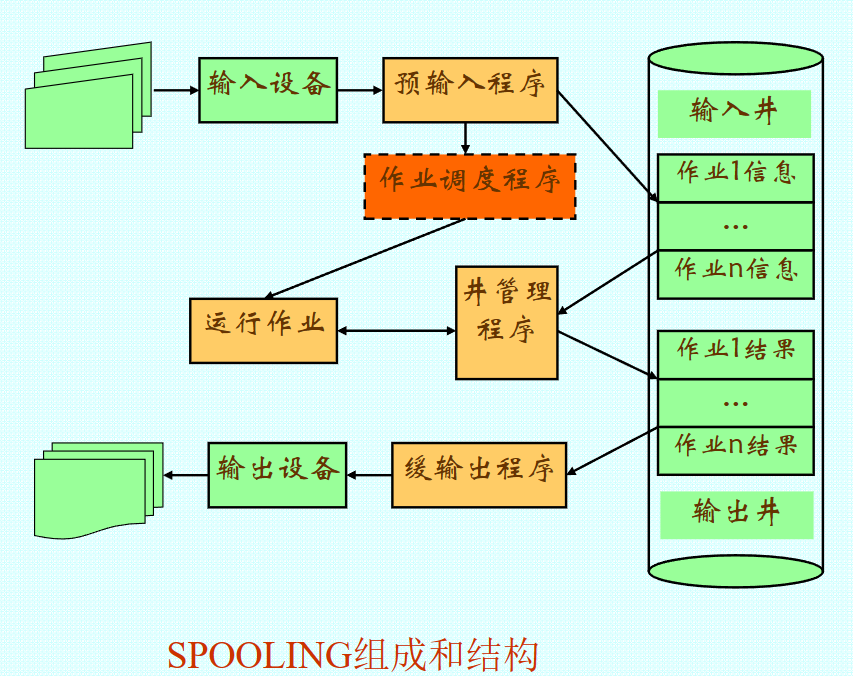 输入设备
预输入程序
输入井
作业调度程序
作业1信息
...
作业n信息
运行作业
井管理
程序
作业1结果
...
作业n结果
输出设备
缓输出程序
输出井
SPOOLING组成和结构